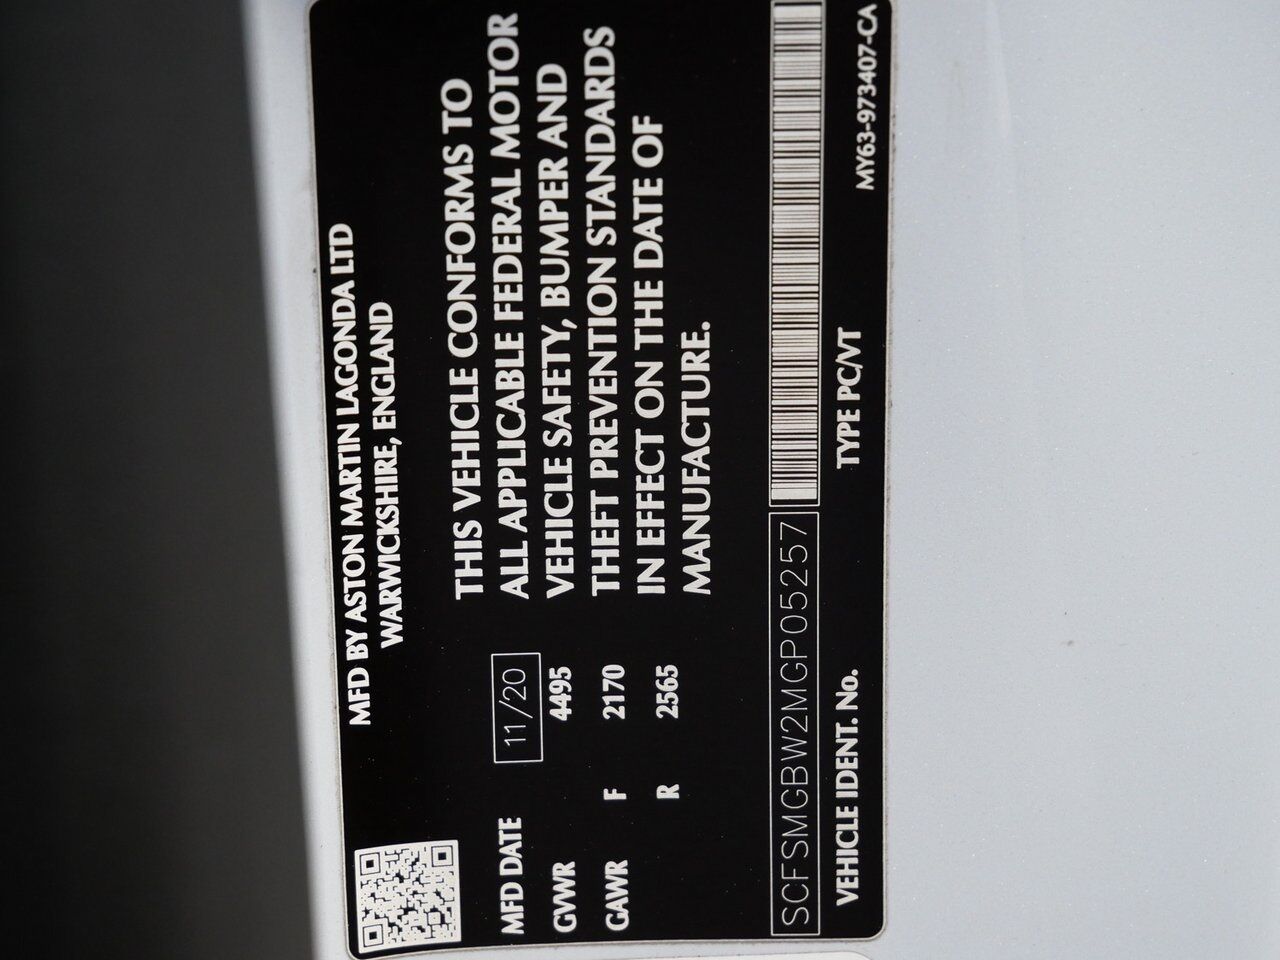 MFD BY ASTON MARTIN LAGONDA LTD
WARWICKSHIRE, ENGLAND
THIS VEHICLE CONFORMS TO
ALL APPLICABLE FEDERAL MOTOR
VEHICLE SAFETY, BUMPER AND
THEFT PREVENTION STANDARDS
IN EFFECT ON THE DATE OF
MANUFACTURE.
MFD DATE 11/20
GVWR 4495
GAWR F 2170
R 2565
SCFSMGBW2MGP05257
VEHICLE IDENT. No. TYPE PC/VT MY63-973407-CA